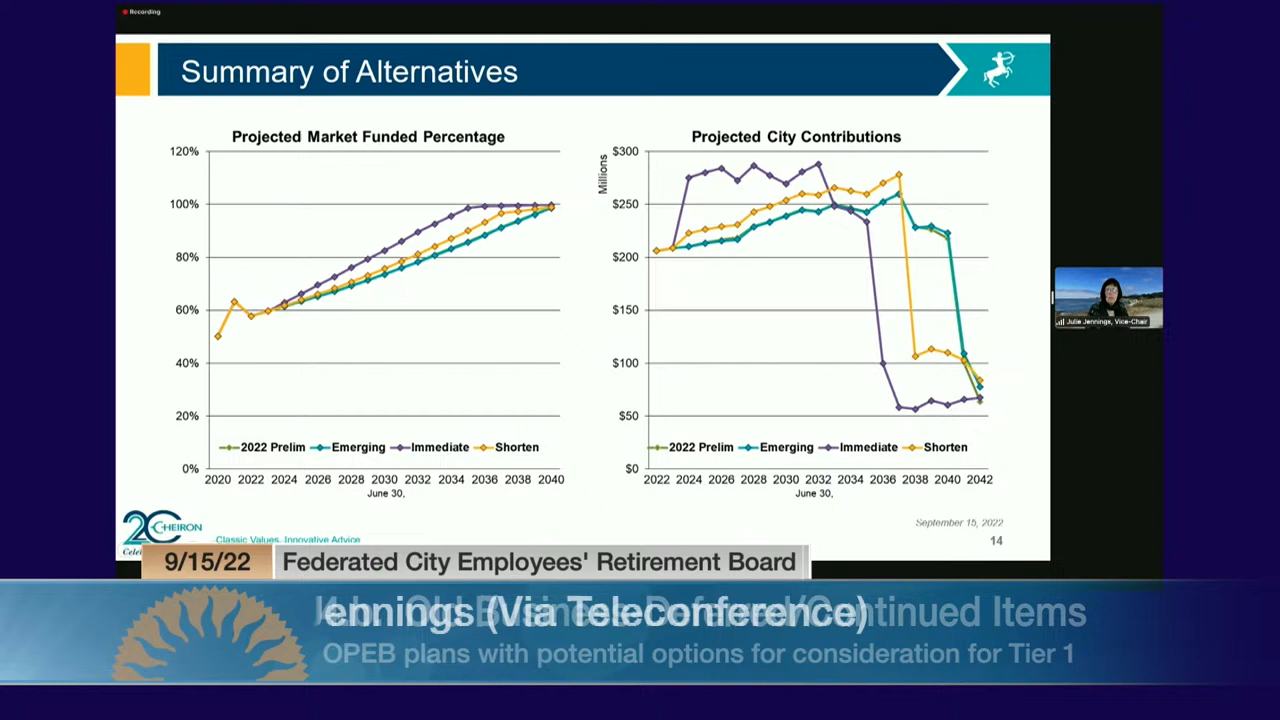 Recording
Summary of Alternatives
Projected Market Funded Percentage
120%
100%
80%
60%
40%
20%
0%
2022 Prelim Emerging Immediate Shorten
2020 2022 2024 2026 2028 2030 2032 2034 2036 2038 2040
June 30,
Projected City Contributions
Millions
$300
$250
$200
$150
$100
$50
$0
2022 Prelim Emerging Immediate Shorten
2022 2024 2026 2028 2030 2032 2034 2036 2038 2040 2042
June 30,
Julie Jennings, Vice-Chair
CHEIRON
Classic Values, Innovative Advice
September 15, 2022
14
9/15/22 Federated City Employees' Retirement Board
Jennings (Via Teleconference)
Continued Items
OPEB plans with potential options for consideration for Tier 1